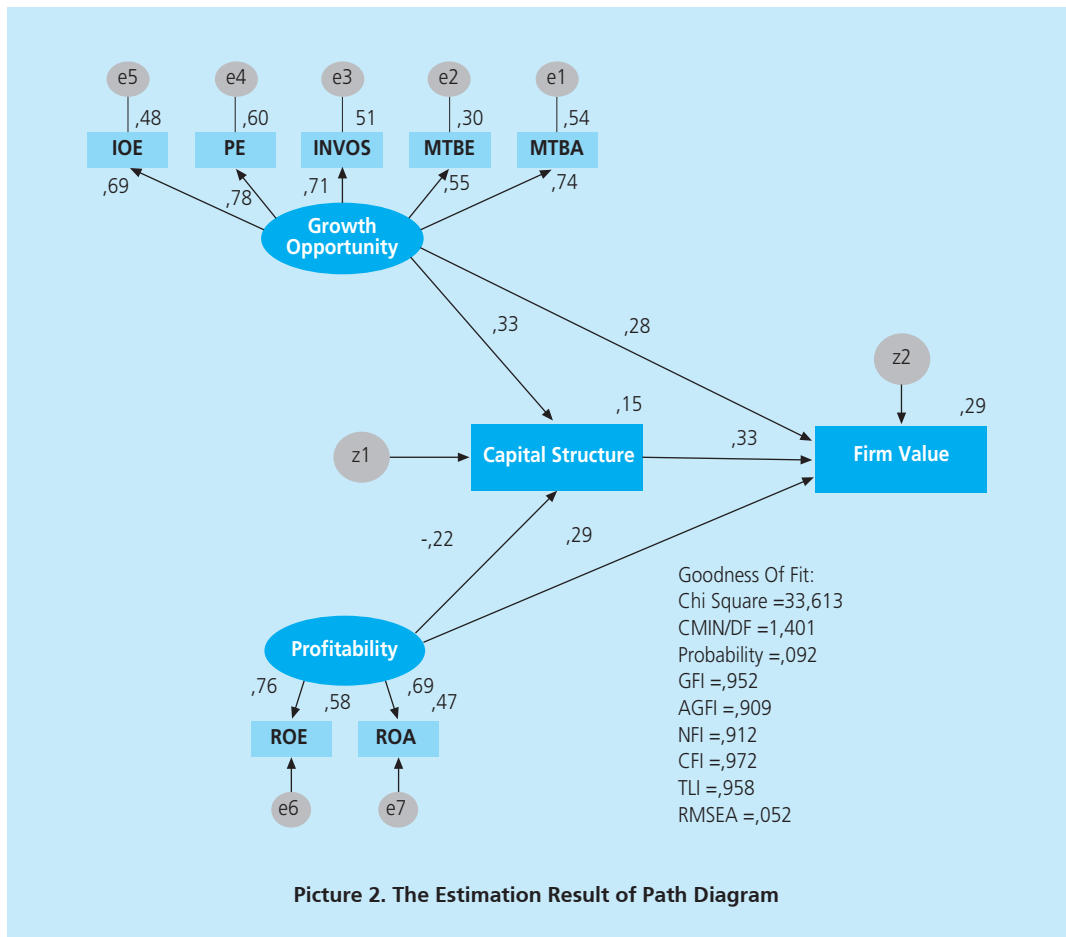 e5 e4 e3 e2 e1
,48 ,60 51 ,30 ,54
IOE PE INVOS MTBE MTBA
,69 ,78 ,71 ,55 ,74
Growth
Opportunity
,33 ,28
z2
,15 ,29
z1 Capital Structure ,33 Firm Value
-,22 ,29
Goodness Of Fit:
Chi Square =33,613
CMIN/DF =1,401
Probability =,092
GFI =,952
AGFI =,909
NFI =,912
CFI =,972
TLI =,958
RMSEA =,052
Profitability
,76 ,58 ,69 ,47
ROE ROA
e6 e7
Picture 2. The Estimation Result of Path Diagram